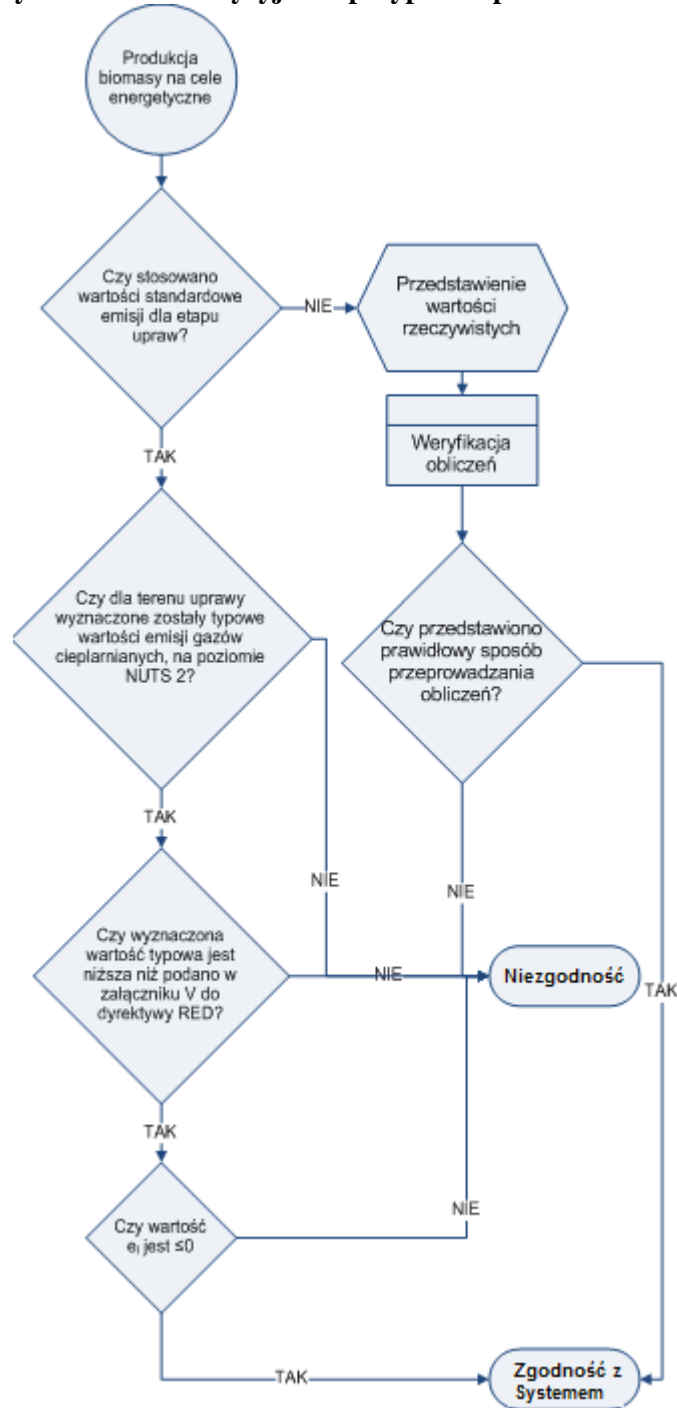 Produkcja
biomasy na cele
energetyczne
Czy stosowano
wartości standardowe
emisji dla etapu
upraw?
NIE
Przedstawienie
wartości
rzeczywistych
Weryfikacja
obliczeń
TAK
Czy dla terenu uprawy
wyznaczone zostały typowe
wartości emisji gazów
cieplarnianych, na poziomie
NUTS 2?
Czy przedstawiono
prawidłowy sposób
przeprowadzania
obliczeń?
TAK
NIE
NIE
Czy wyznaczona
wartość typowa jest
niższa niż podano w
załączniku V do
dyrektywy RED?
NIE
Niezgodność
TAK
TAK
NIE
Czy wartość
eₗ jest ≤0
TAK
Zgodność z
Systemem